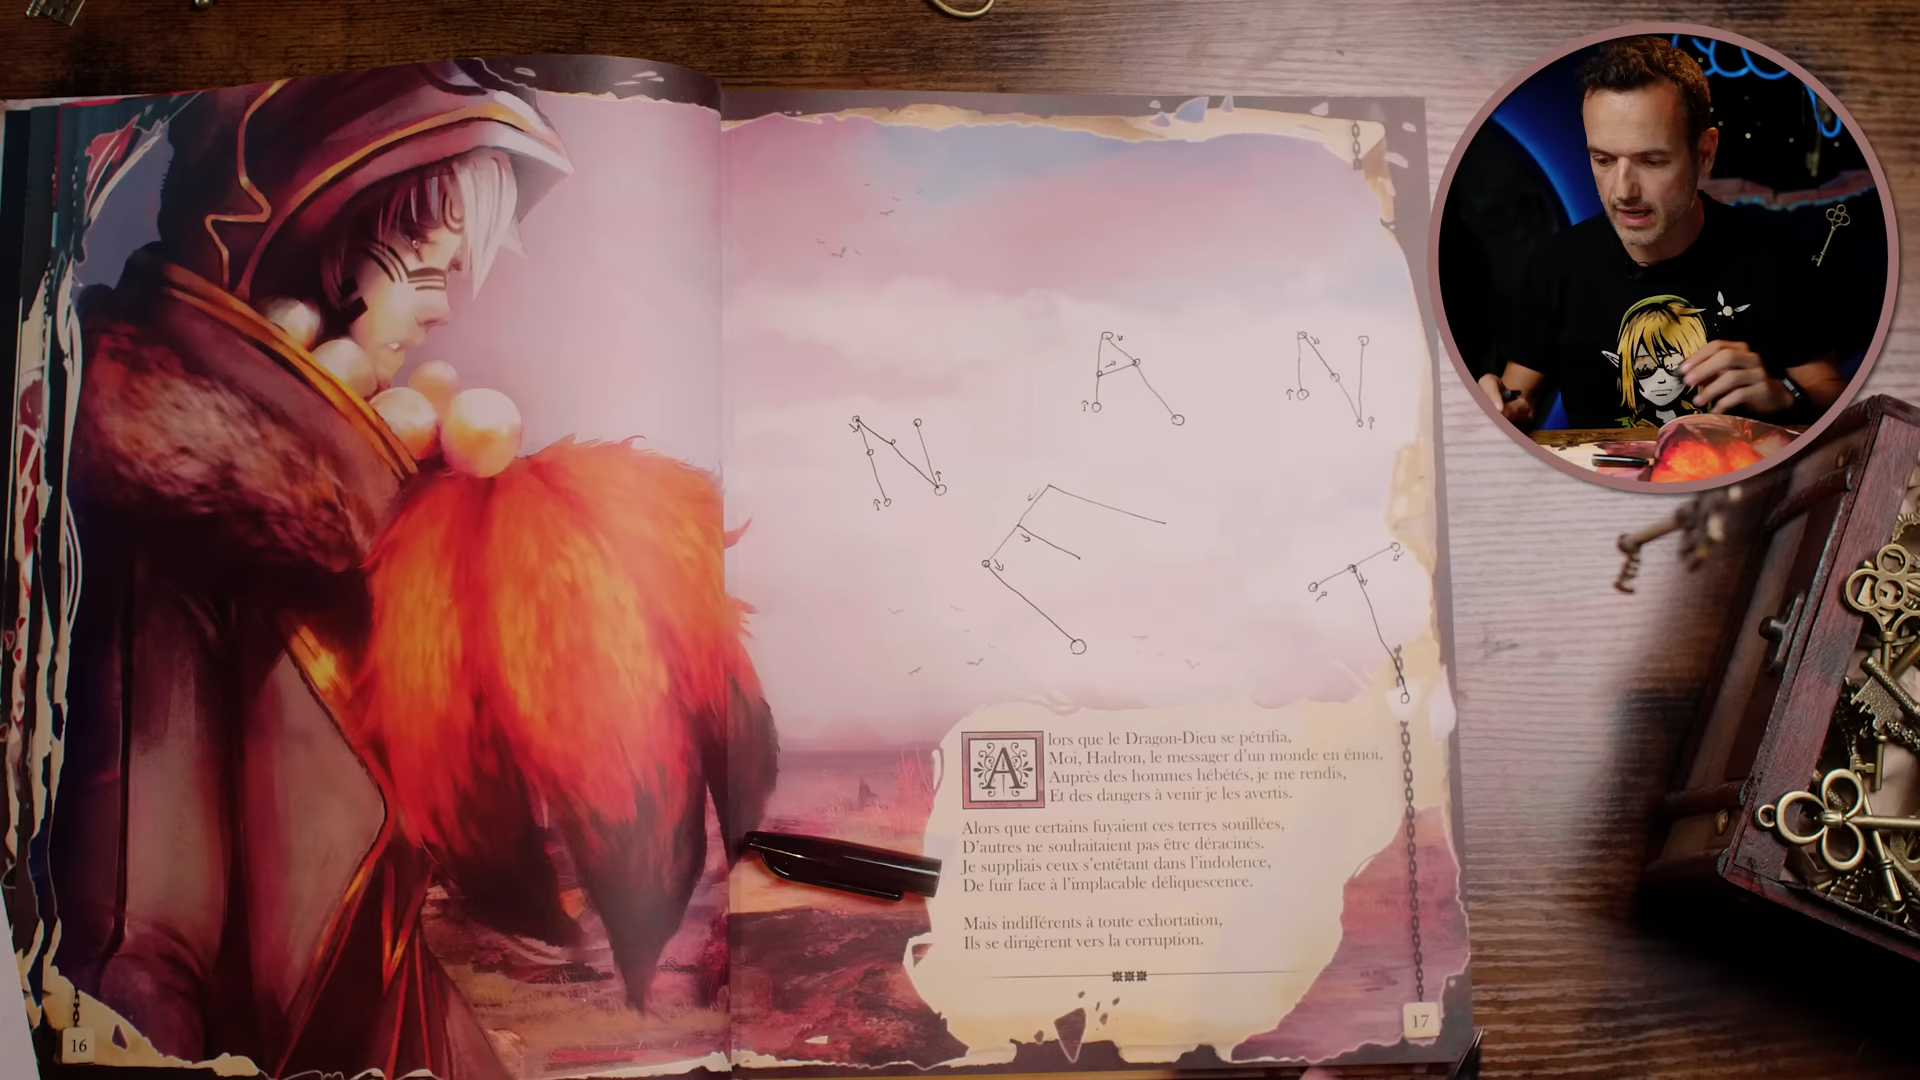 A N
N
E
T
Alors que le Dragon-Dieu se pétrifia,
Moi, Hadron, le messager d'un monde en émoi,
Auprès des hommes hébétés, je me rendis,
Et des dangers à venir je les avertis.
Alors que certains fuyaient ces terres souillées,
D'autres ne souhaitaient pas être déracinés.
Je suppliais ceux s'entêtant dans l'indolence,
De fuir face à l'implacable déliquescence.
Mais indifférents à toute exhortation,
Ils se dirigèrent vers la corruption.
16
17